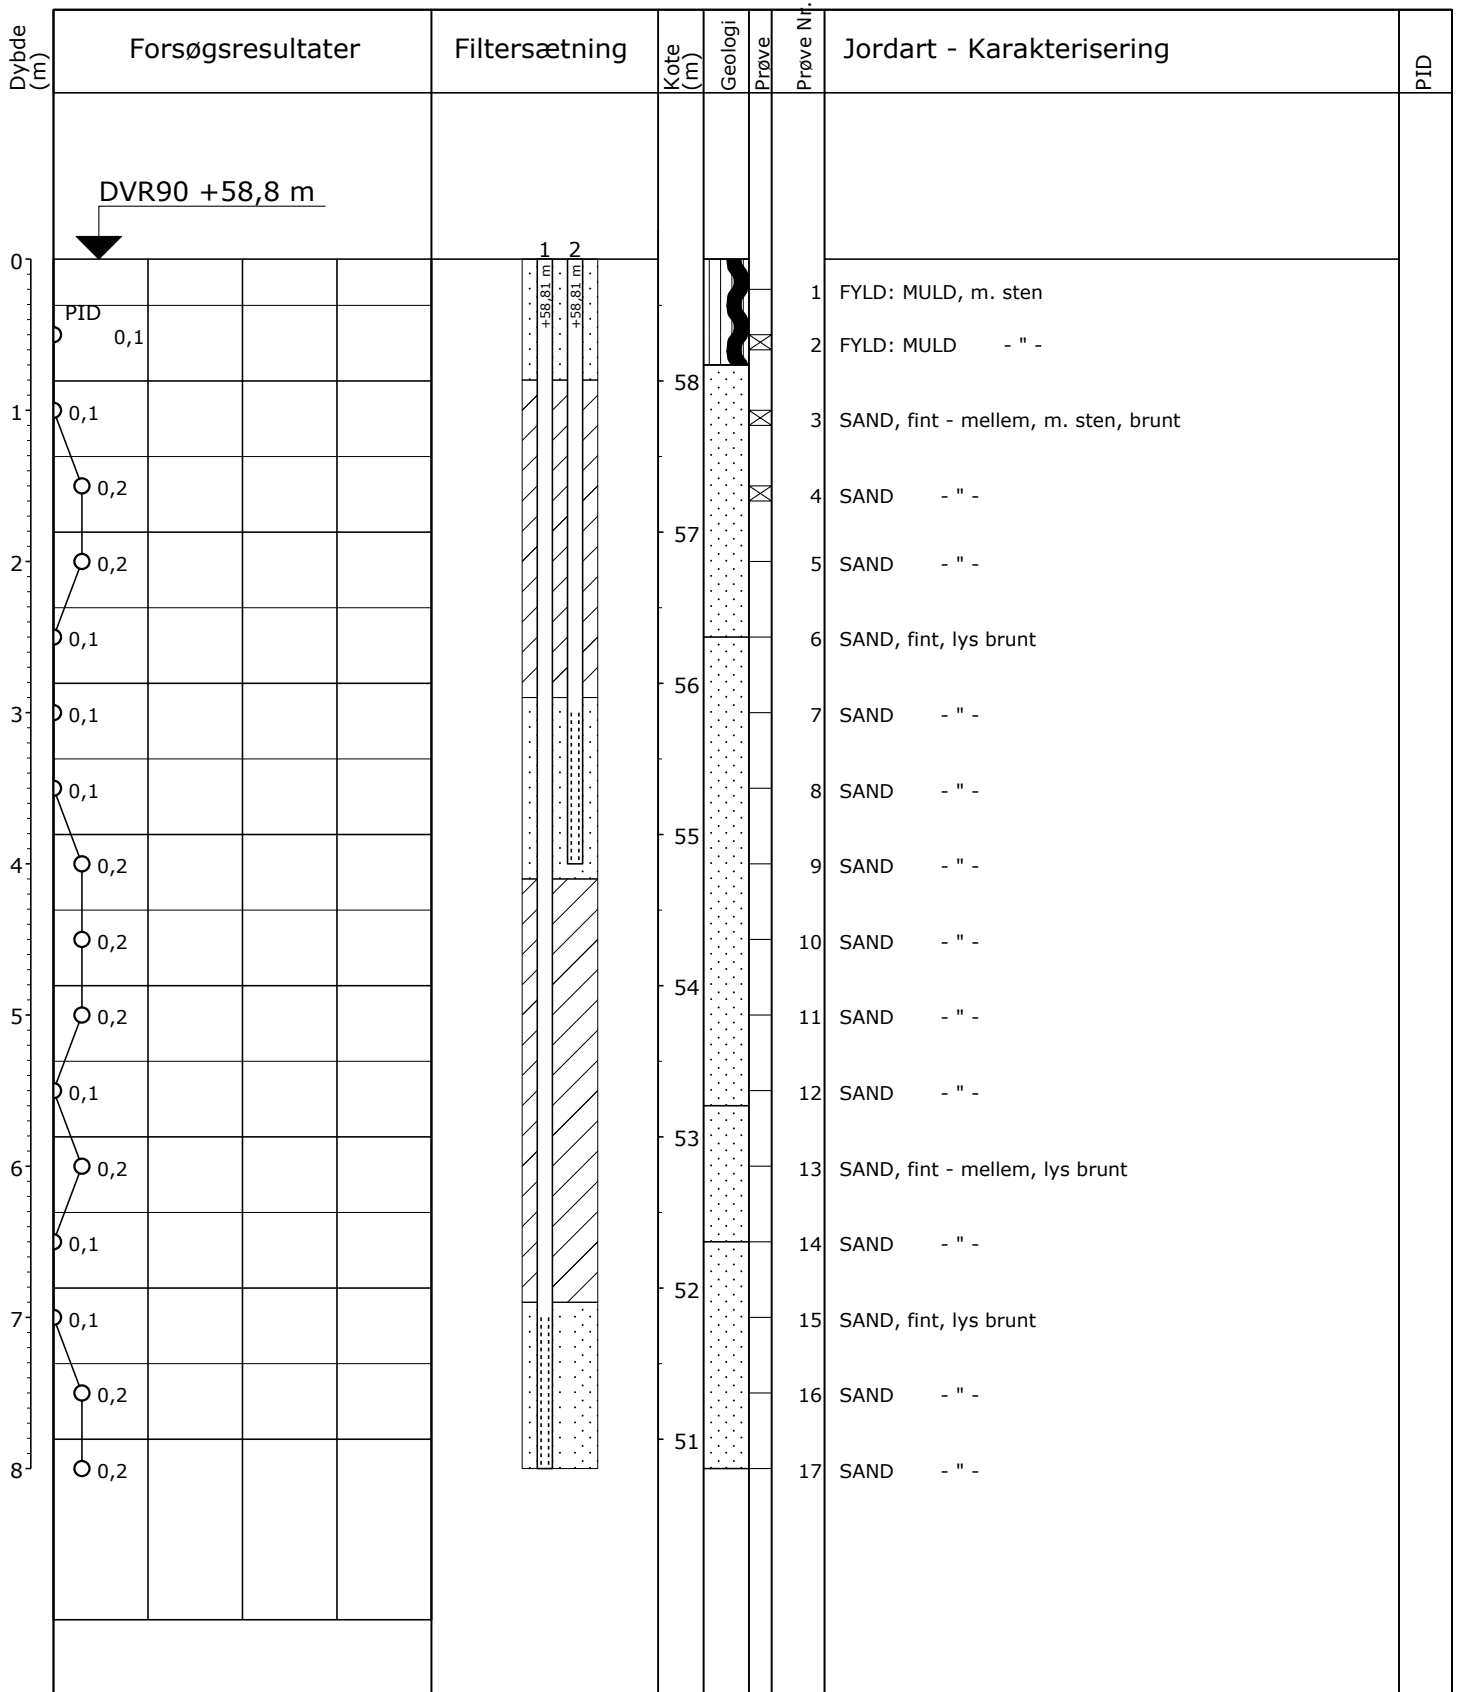 Dybde (m)
Forsøgsresultater
Filtersætning
Kote (m)
Geologi
Prøve
Prøve Nr.
Jordart - Karakterisering
PID
DVR90 +58,8 m
1 2
+58,81 m
+58,81 m
0
PID
1 FYLD: MULD, m. sten
0,1
2 FYLD: MULD - " -
58
1 0,1
3 SAND, fint - mellem, m. sten, brunt
0,2
4 SAND - " -
57
2 0,2
5 SAND - " -
0,1
6 SAND, fint, lys brunt
56
3 0,1
7 SAND - " -
0,1
8 SAND - " -
55
4 0,2
9 SAND - " -
0,2
10 SAND - " -
54
5 0,2
11 SAND - " -
0,1
12 SAND - " -
53
6 0,2
13 SAND, fint - mellem, lys brunt
0,1
14 SAND - " -
52
7 0,1
15 SAND, fint, lys brunt
0,2
16 SAND - " -
51
8 0,2
17 SAND - " -